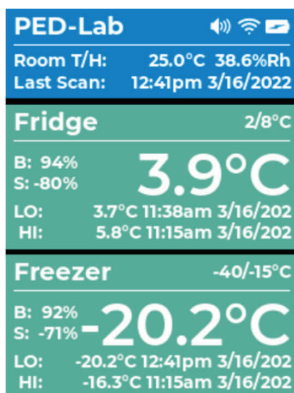 PED-Lab
Room T/H: 25.0°C 38.6%Rh
Last Scan: 12:41pm 3/16/2022
Fridge 2/8°C
B: 94%
S: -80%
3.9°C
LO: 3.7°C 11:38am 3/16/202
HI: 5.8°C 11:15am 3/16/202
Freezer -40/-15°C
B: 92%
S: -71%
-20.2°C
LO: -20.2°C 12:41pm 3/16/202
HI: -16.3°C 11:15am 3/16/202